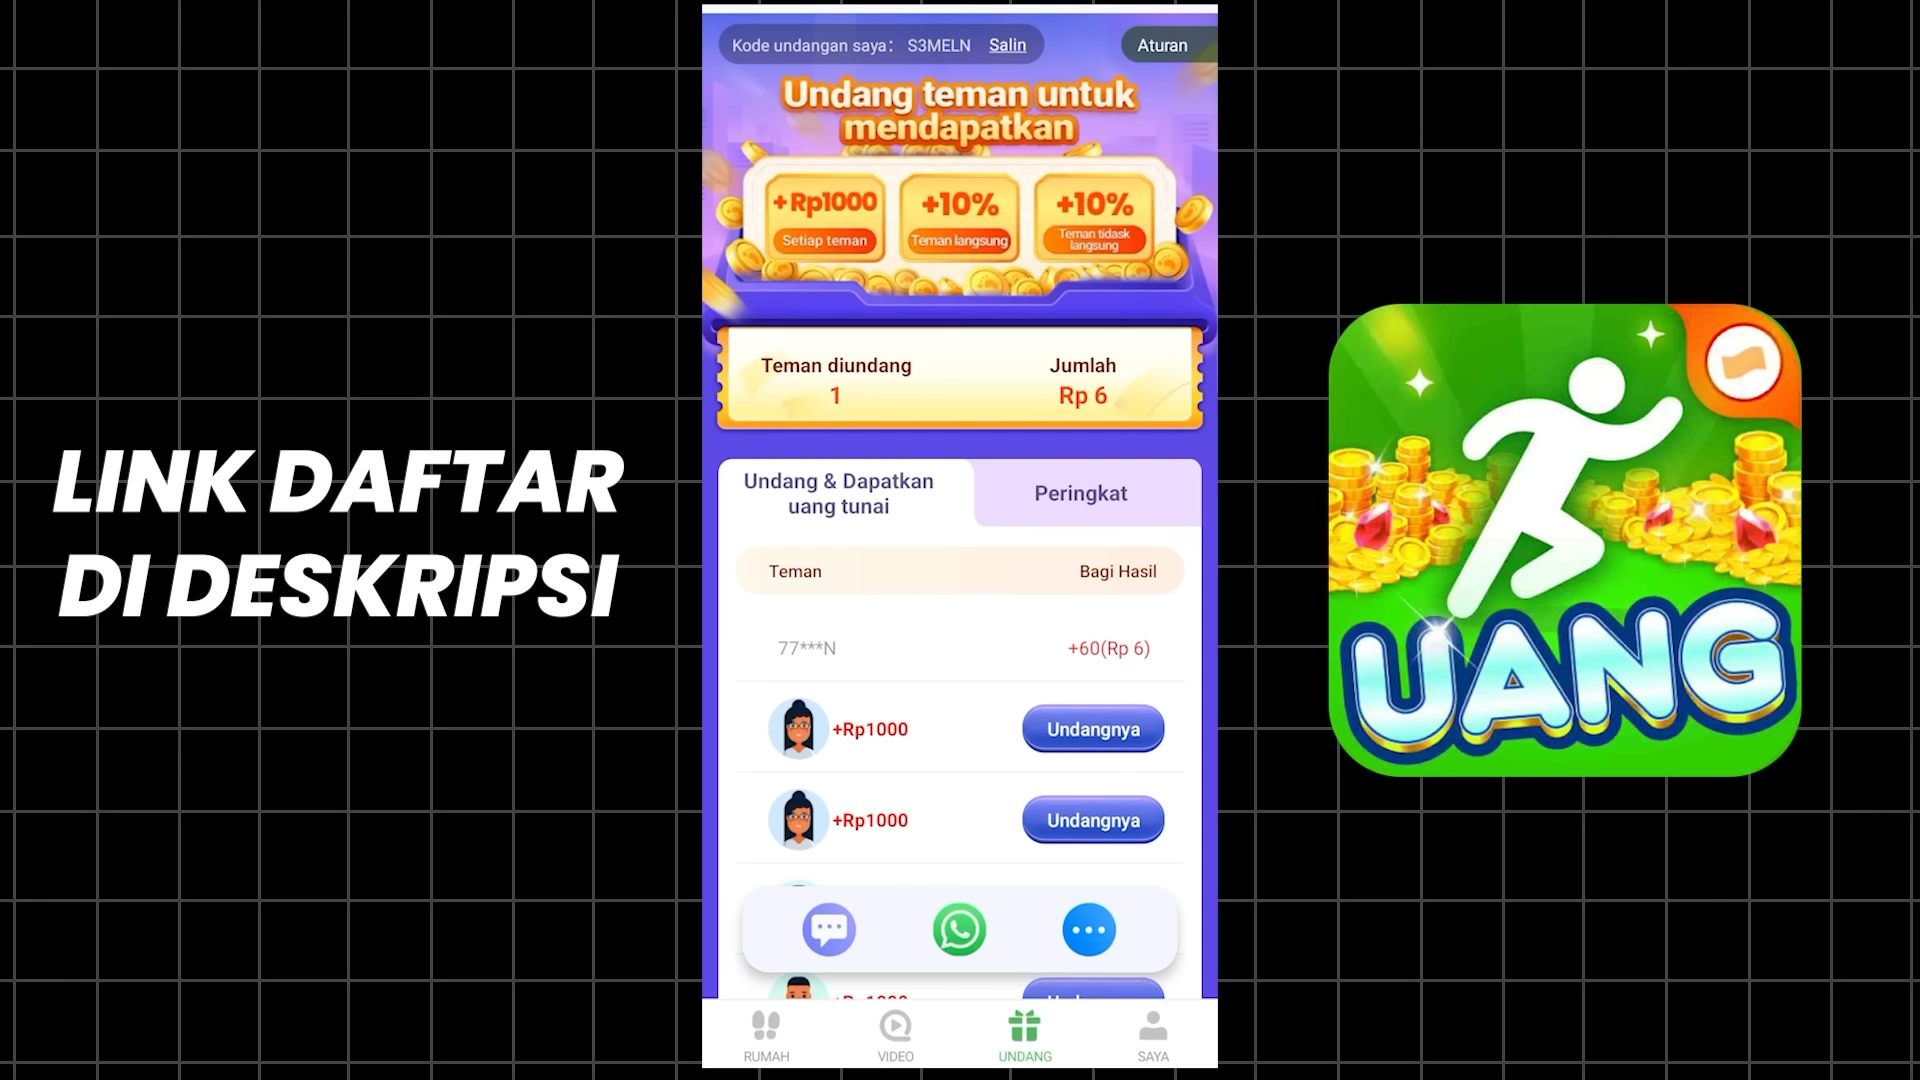 LINK DAFTAR
DI DESKRIPSI
Kode undangan saya: S3MELN Salin
Aturan
Undang teman untuk
mendapatkan
+Rp1000
Setiap teman
+10%
Teman langsung
+10%
Teman tidask
langsung
Teman diundang
1
Jumlah
Rp 6
Undang & Dapatkan
uang tunai
Peringkat
Teman
Bagi Hasil
77***N
+60(Rp 6)
+Rp1000
Undangnya
+Rp1000
Undangnya
RUMAH
VIDEO
UNDANG
SAYA
UANG